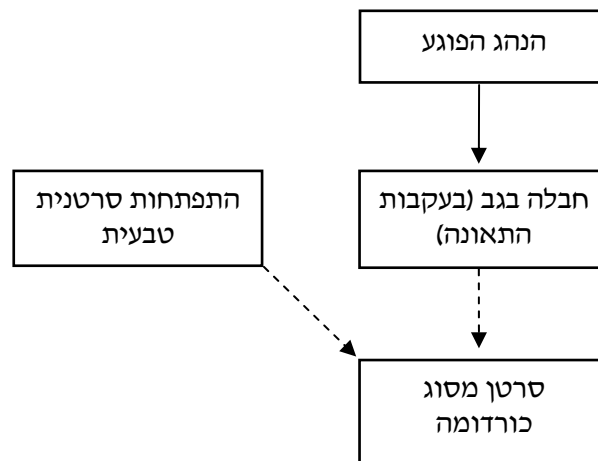 הנהג הפוגע
חבלה בגב (בעקבות
התאונה)
התפתחות סרטנית
טבעית
סרטן מסוג
כורדומה